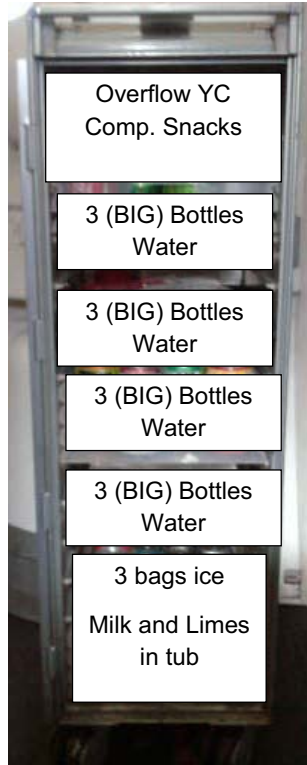 Overflow YC
Comp. Snacks
3 (BIG) Bottles
Water
3 (BIG) Bottles
Water
3 (BIG) Bottles
Water
3 (BIG) Bottles
Water
3 bags ice
Milk and Limes
in tub